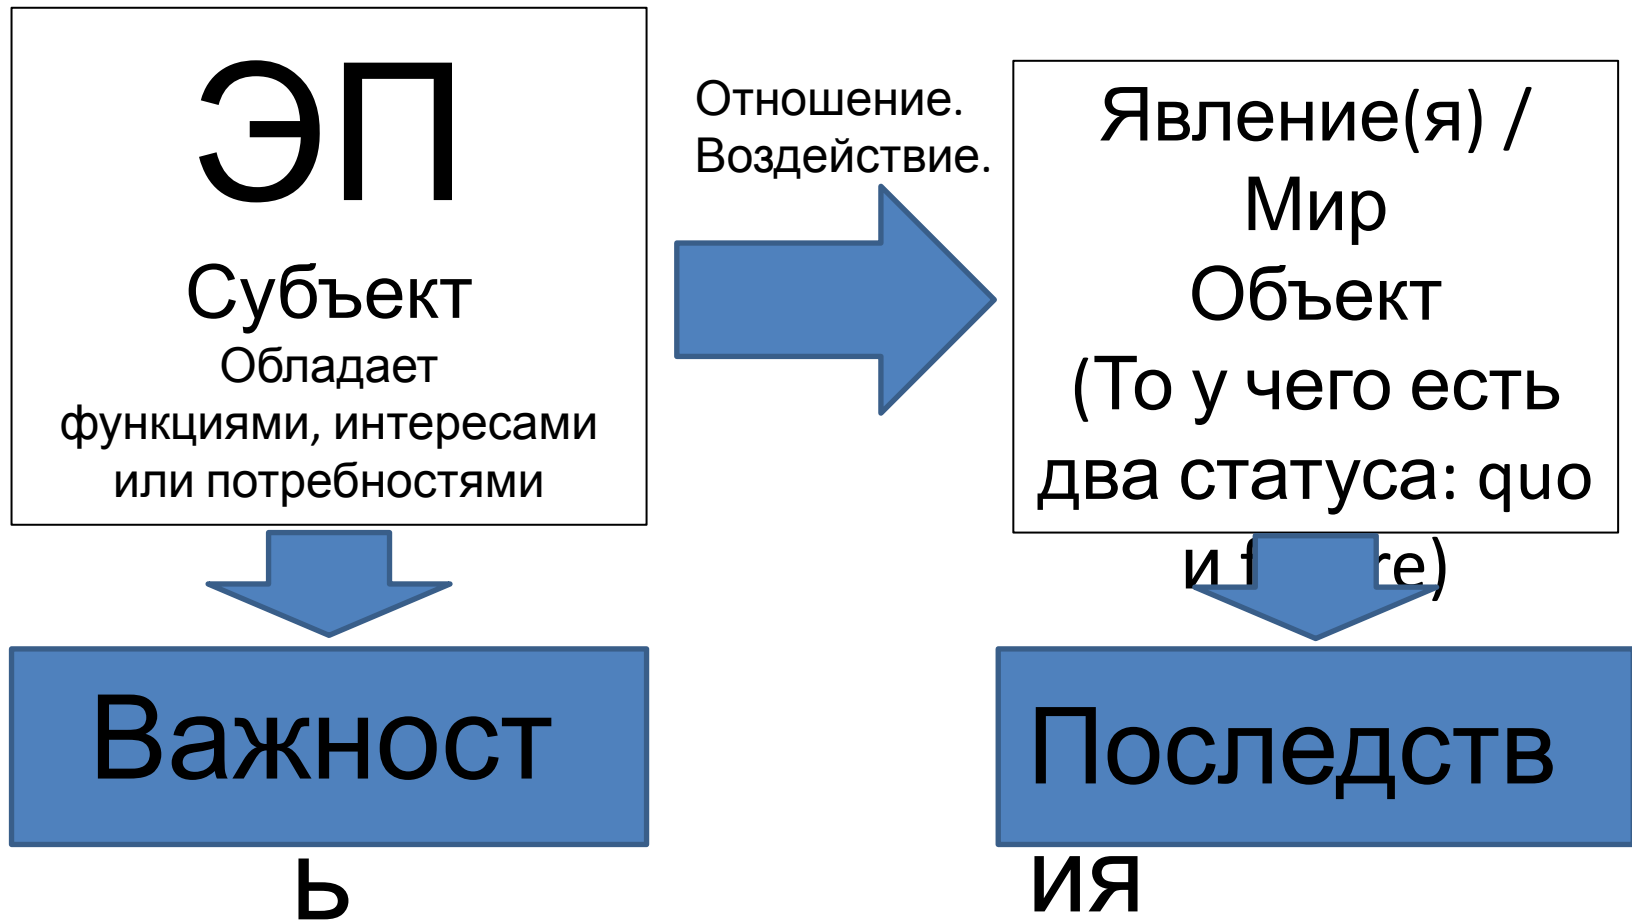 ЭП
Субъект
Обладает
функциями, интересами
или потребностями
Отношение.
Воздействие.
Явление(я) /
Мир
Объект
(То у чего есть
два статуса: quo
и
Важност
ь
Последств
ия